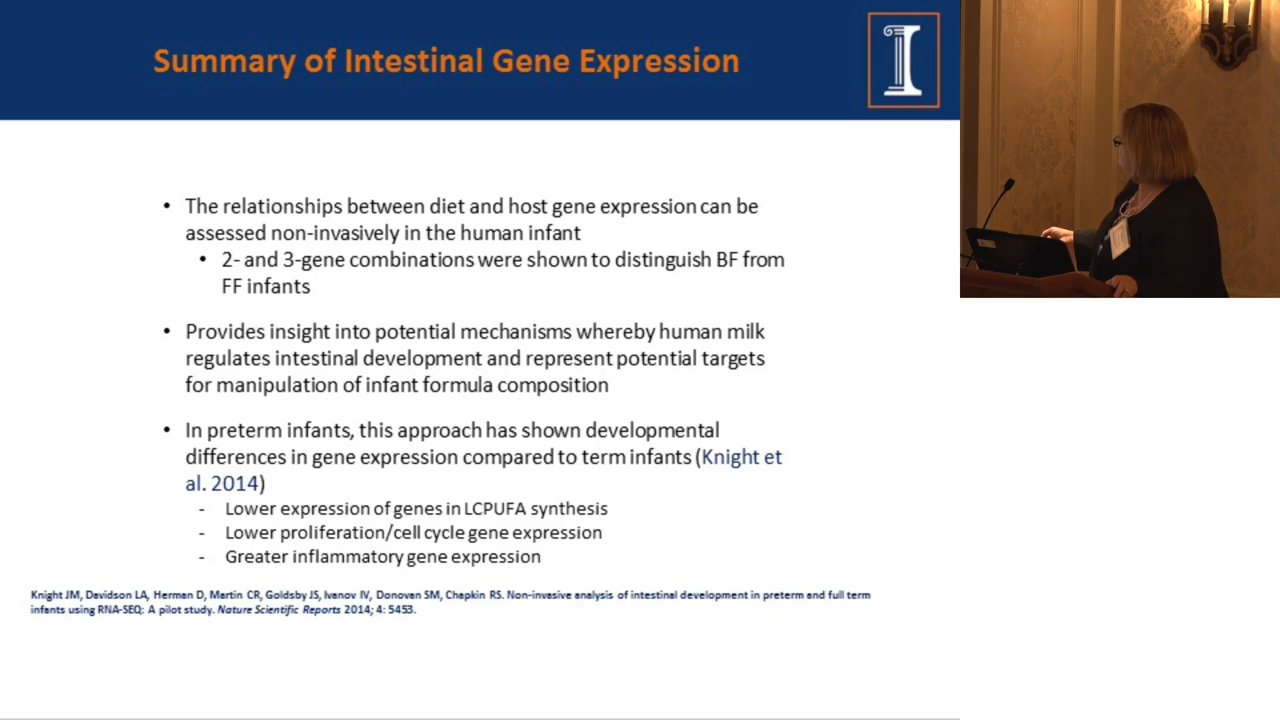 Summary of Intestinal Gene Expression
I
• The relationships between diet and host gene expression can be
assessed non-invasively in the human infant
• 2- and 3-gene combinations were shown to distinguish BF from
FF infants
• Provides insight into potential mechanisms whereby human milk
regulates intestinal development and represent potential targets
for manipulation of infant formula composition
• In preterm infants, this approach has shown developmental
differences in gene expression compared to term infants (Knight et
al. 2014)
- Lower expression of genes in LCPUFA synthesis
- Lower proliferation/cell cycle gene expression
- Greater inflammatory gene expression
Knight JM, Davidson LA, Herman D, Martin CR, Goldsby JS, Ivanov IV, Donovan SM, Chapkin RS. Non-invasive analysis of intestinal development in preterm and full term
infants using RNA-SEQ: A pilot study. Nature Scientific Reports 2014; 4: 5453.